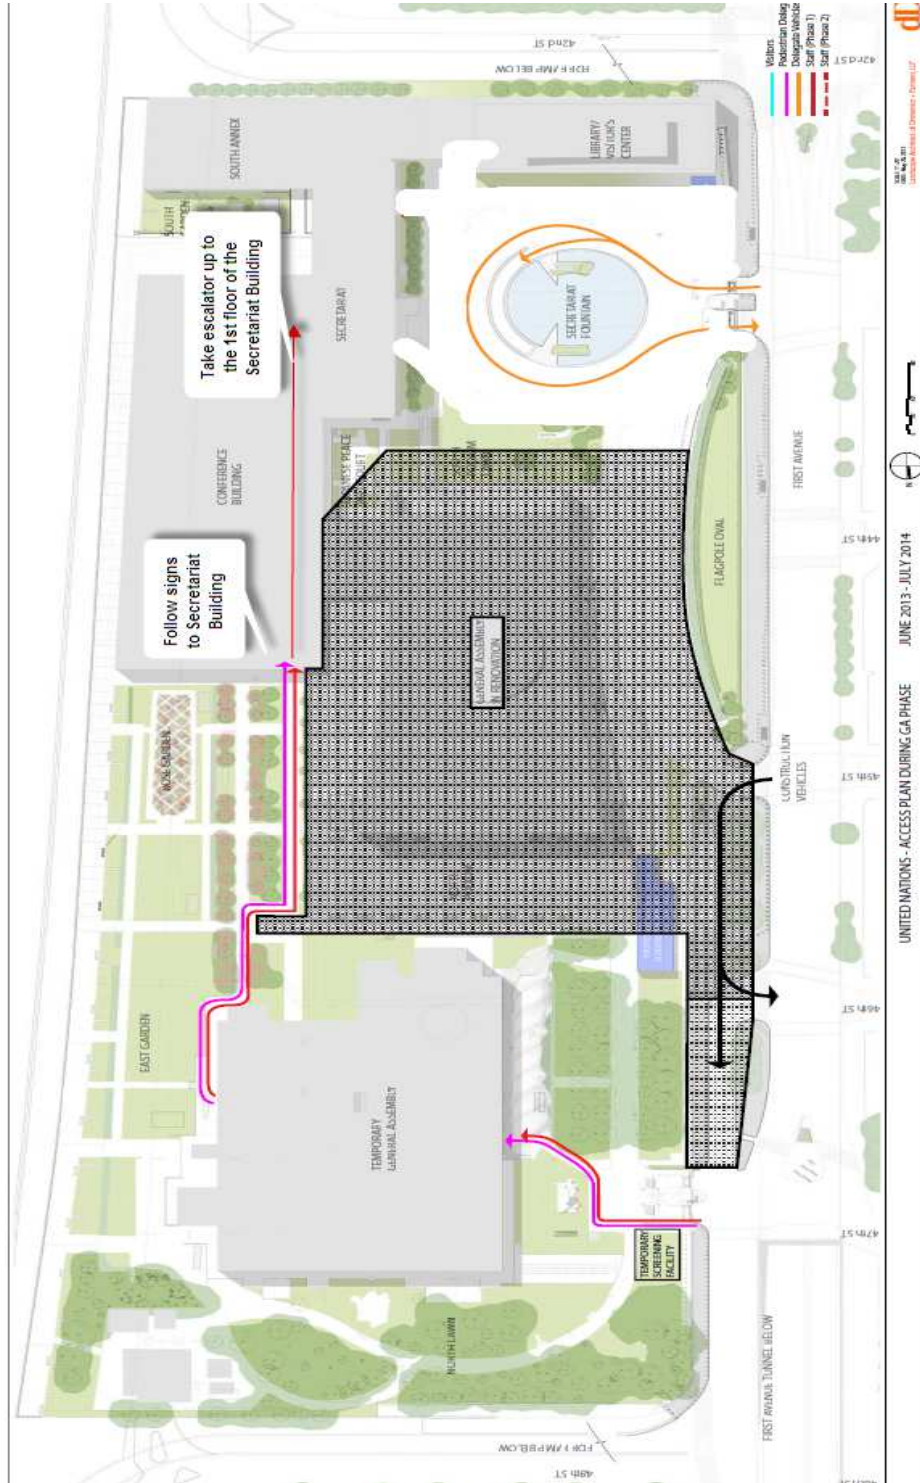 42nd ST
FDR RAMP BELOW
Visitors
Pedestrian Deleg
Delegate Vehicle
Staff (Phase 1)
Staff (Phase 2)
42nd ST
SOUTH ANNEX
LIBRARY/
VISITOR'S
CENTER
SOUTH
Take escalator up to
the 1st floor of the
Secretariat Building
SECRETARIAT
SECRETARIAT
FOUNTAIN
CONFERENCE
BUILDING
FIRST AVENUE
Follow signs
to Secretariat
Building
44th ST
FLAGPOLE OVAL
GENERAL ASSEMBLY
IN RENOVATION
ROSE GARDEN
CONSTRUCTION
VEHICLES
45th ST
46th ST
EAST GARDEN
TEMPORARY
GENERAL ASSEMBLY
47th ST
TEMPORARY
SCREENING
FACILITY
NORTH LAWN
FIRST AVENUE TUNNEL BELOW
FDR RAMP BELOW
48th ST
UNITED NATIONS - ACCESS PLAN DURING GA PHASE
JUNE 2013 - JULY 2014
N